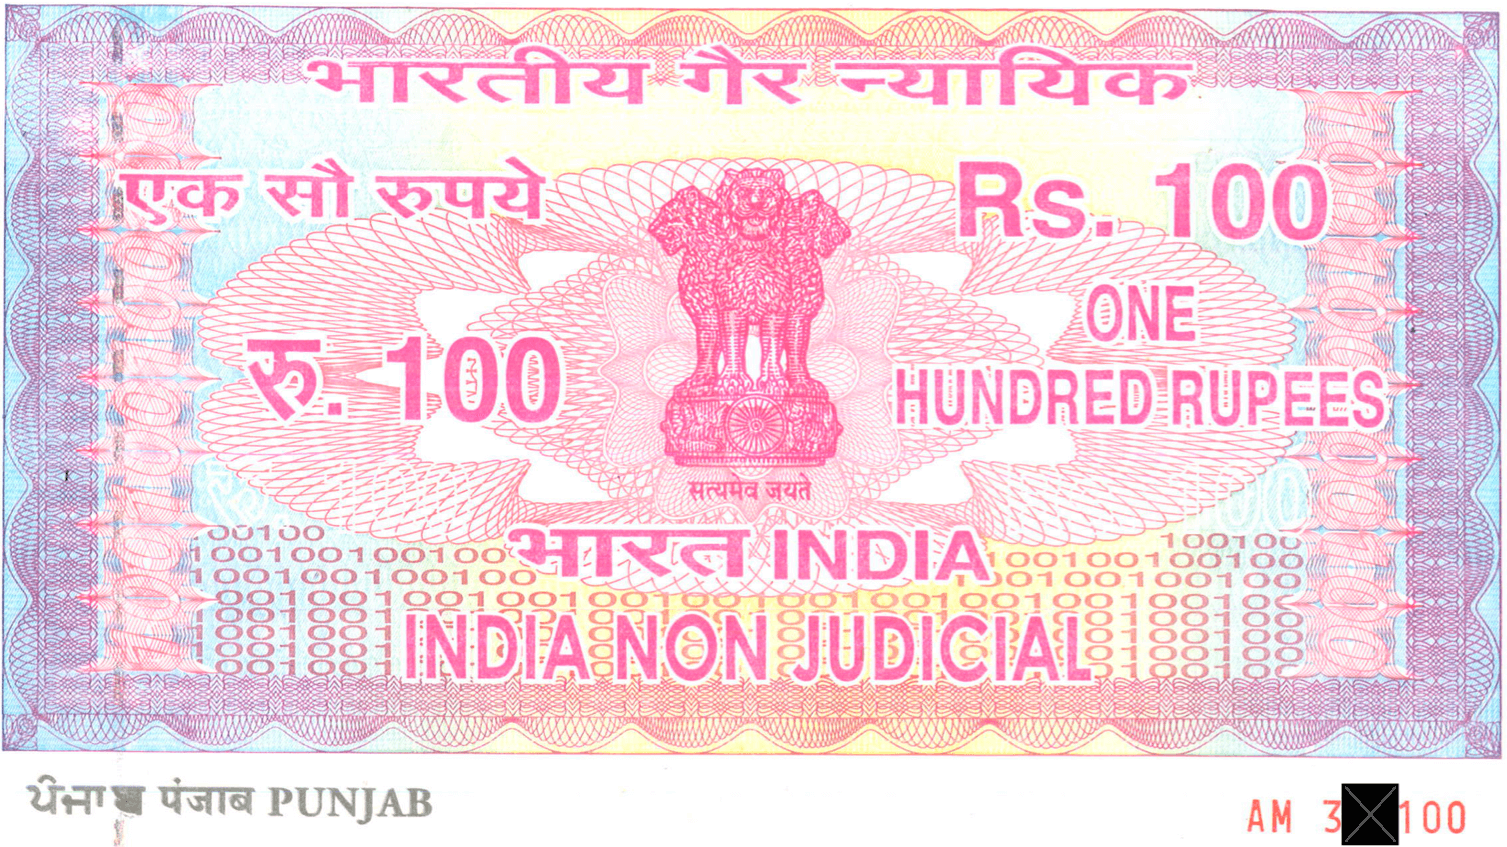 भारतीय गैर न्यायिक
एक सौ रुपये Rs. 100
रु. 100 ONE
HUNDRED RUPEES
सत्यमेव जयते
भारत INDIA
INDIA NON JUDICIAL
ਪੰਜਾਬ पंजाब PUNJAB
AM 3 100